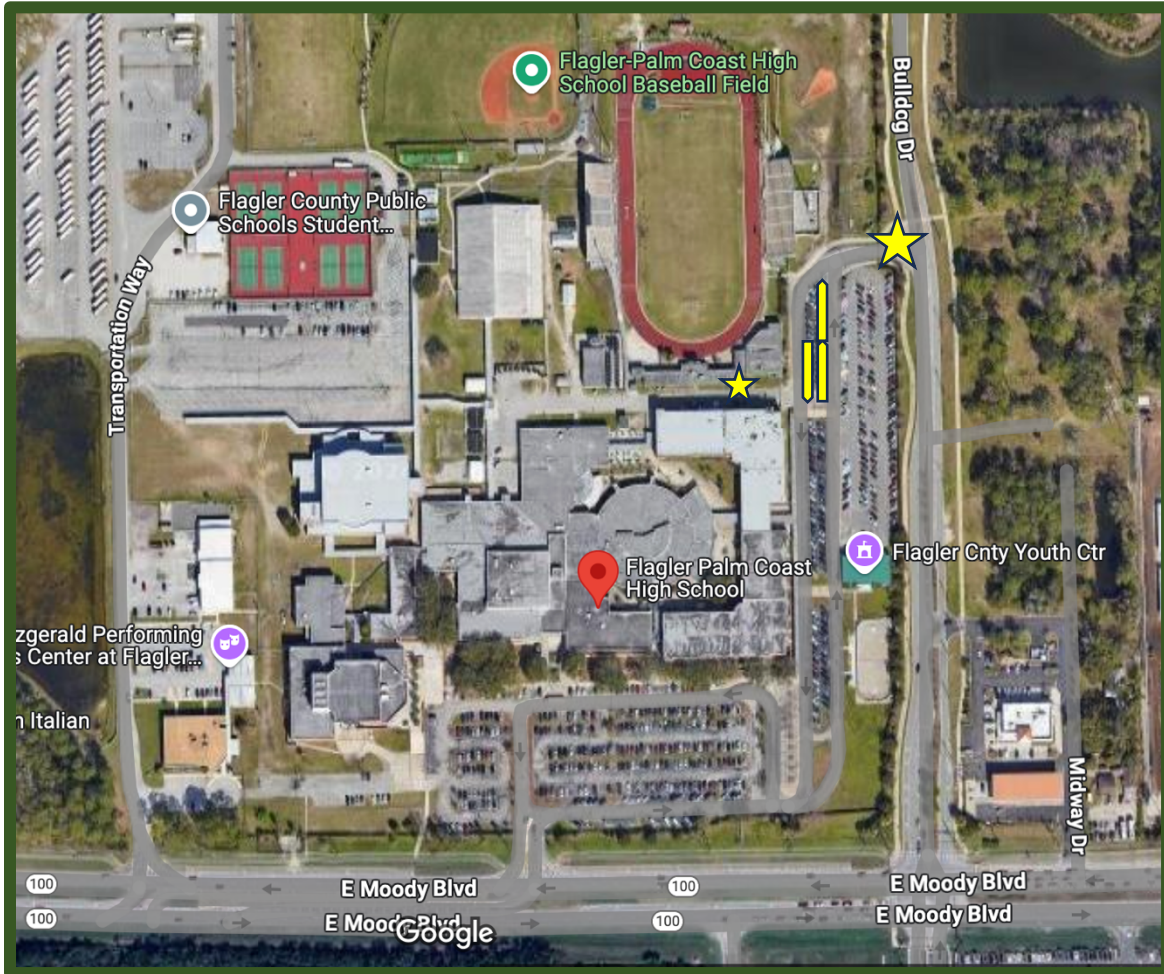 Flagler-Palm Coast High
School Baseball Field
Bulldog Dr
Flagler County Public
Schools Student...
Transportation Way
Flagler Cnty Youth Ctr
Flagler Palm Coast
High School
zgerald Performing
s Center at Flagler...
n Italian
Midway Dr
100
E Moody Blvd
100
E Moody Blvd
100
E Moody Blvd
Google
100
E Moody Blvd